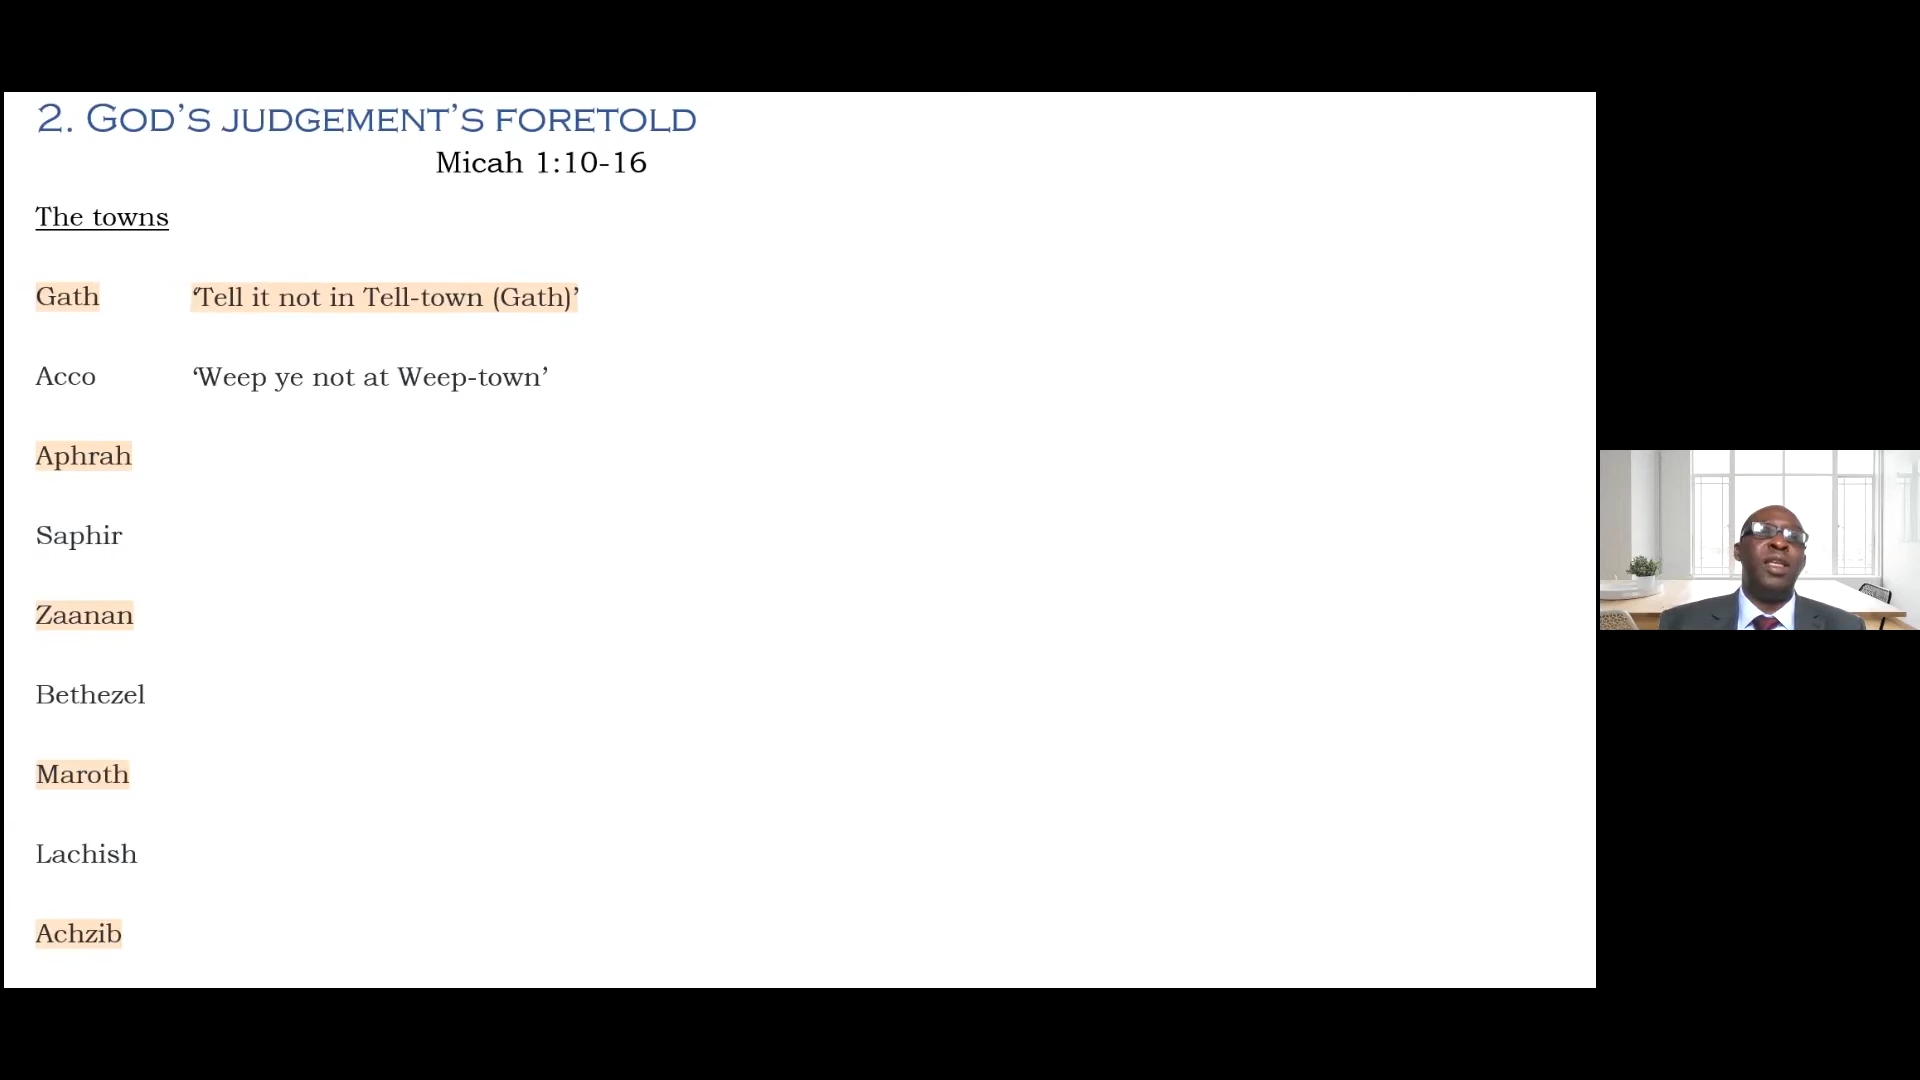 2. God's judgement's foretold
Micah 1:10-16
The towns
Gath ‘Tell it not in Tell-town (Gath)’
Acco ‘Weep ye not at Weep-town’
Aphrah
Saphir
Zaanan
Bethezel
Maroth
Lachish
Achzib